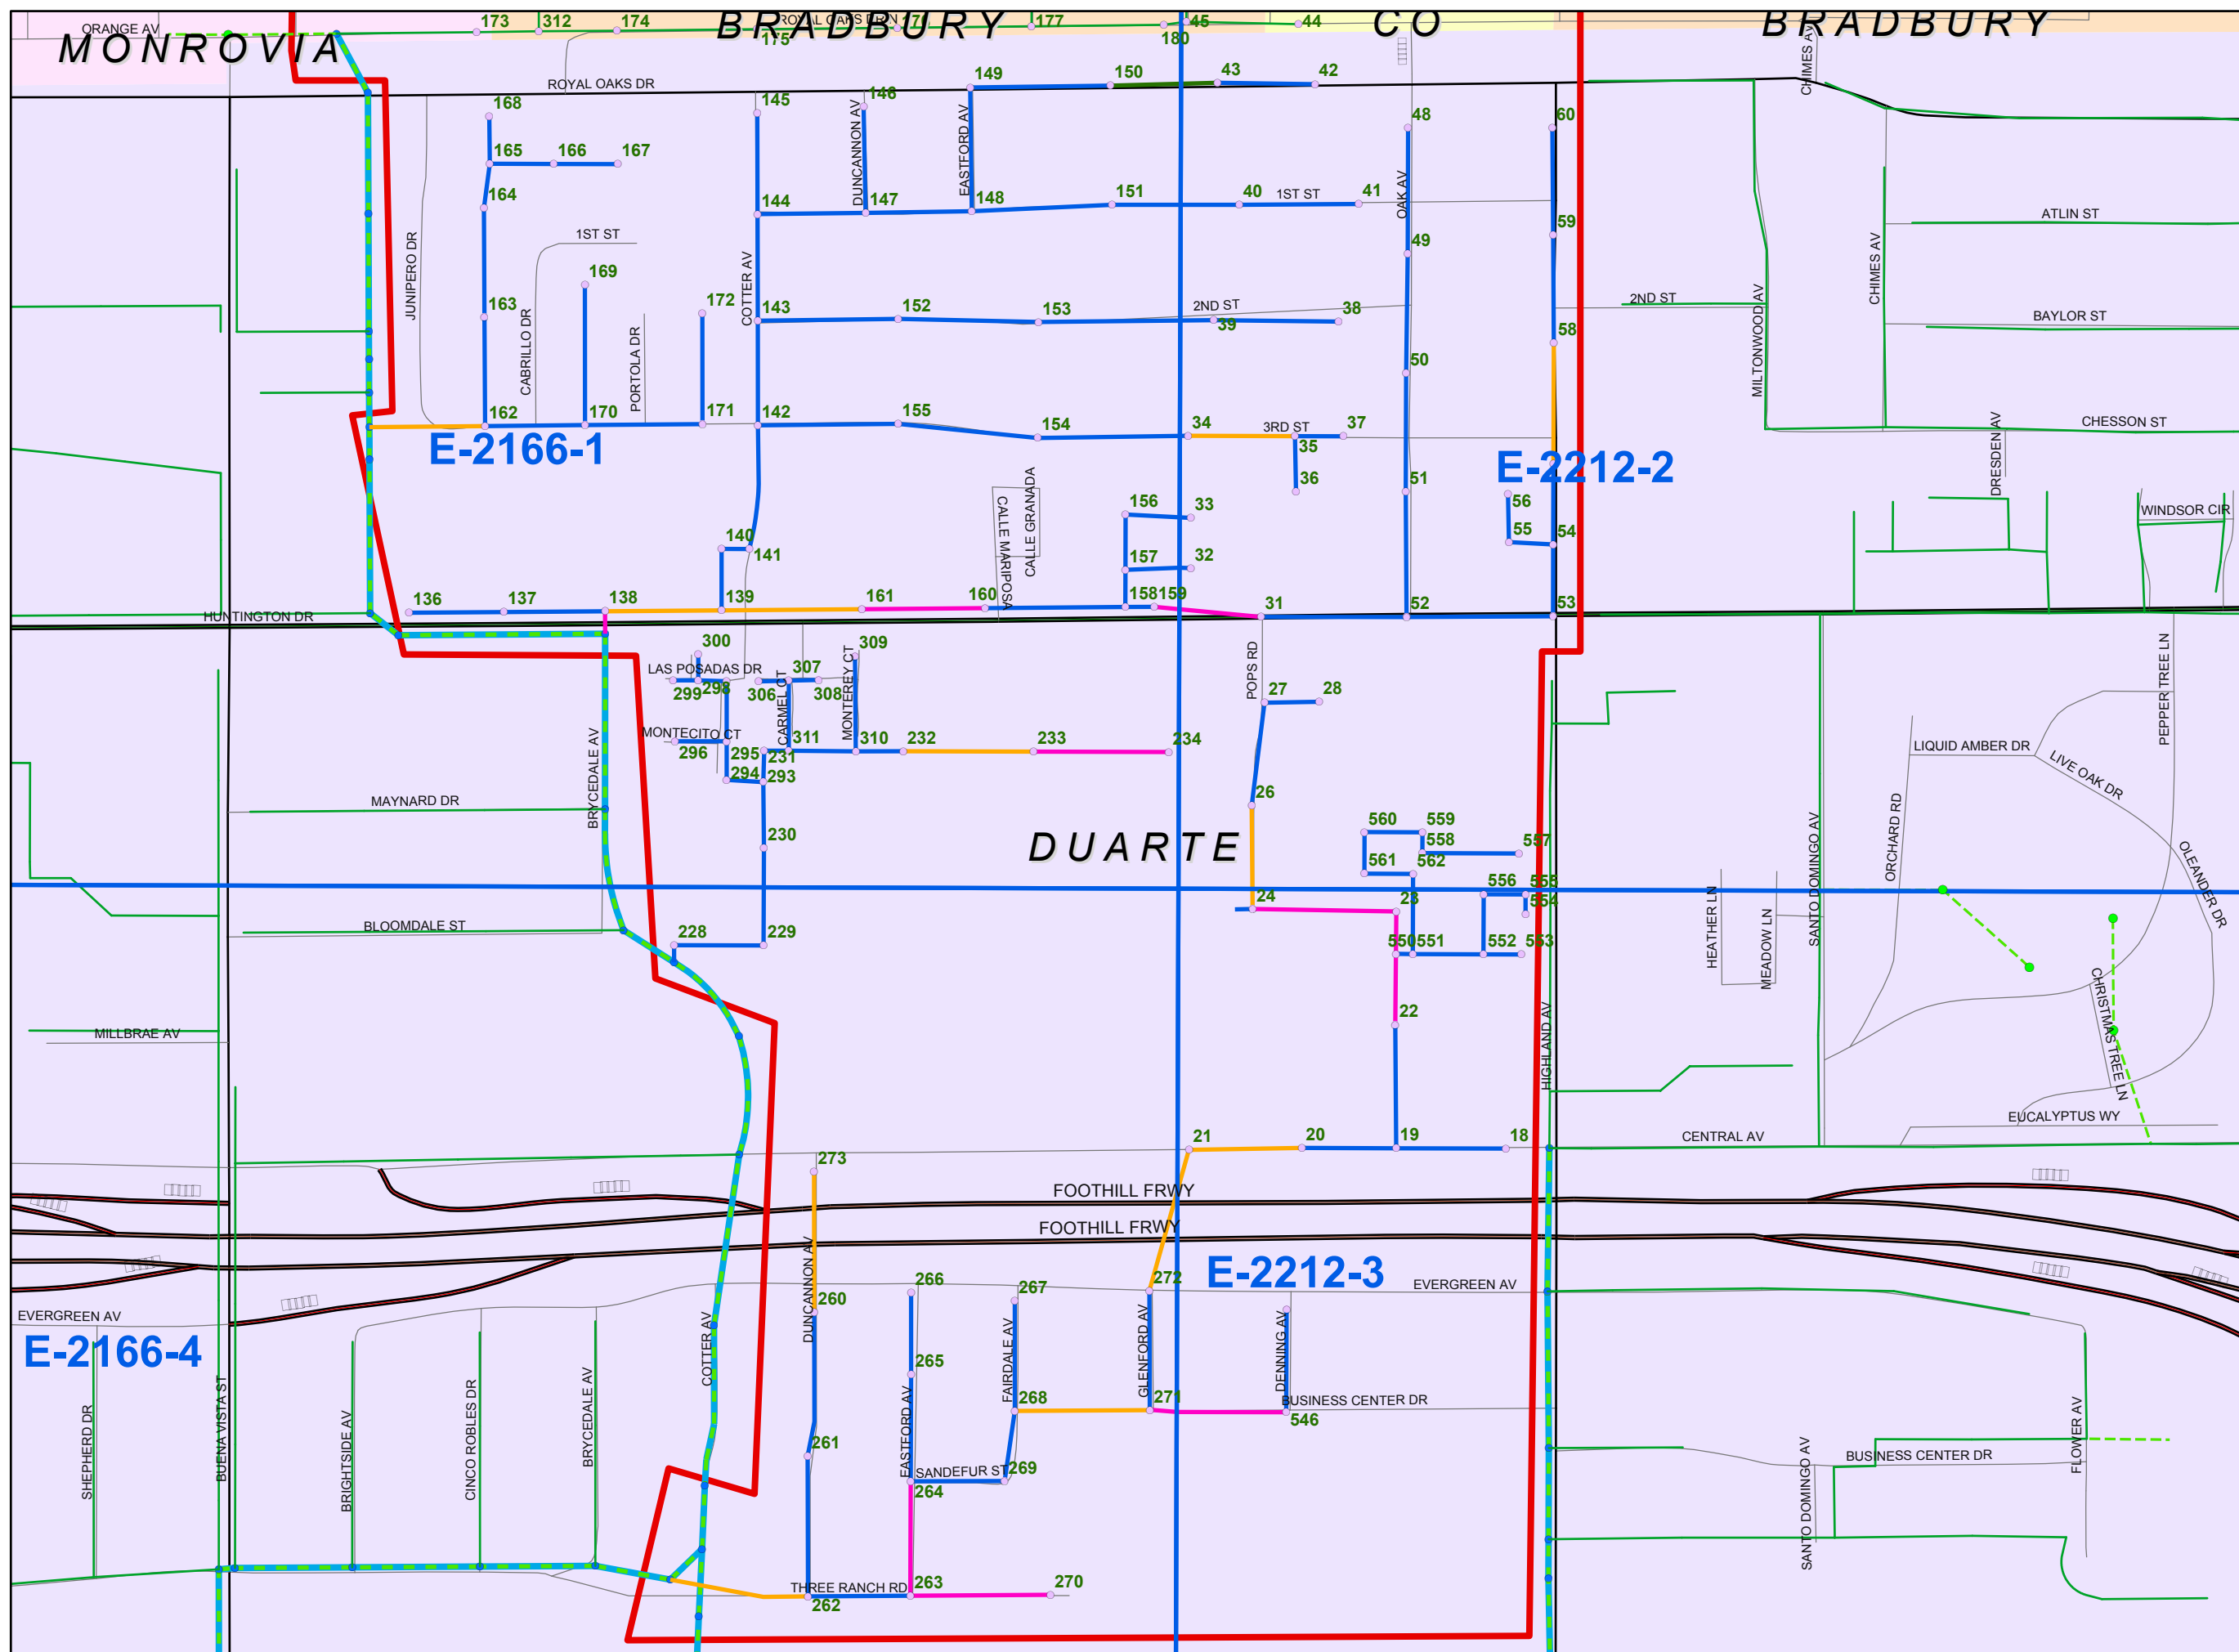 173 312 174 ROYAL OAKS DR N 177 45 44
ORANGE AV
MONROVIA BRADBURY CO BRADBURY
175 180
CHIMES AV
ROYAL OAKS DR 149 150 43 42
168 145 146 48 60
DUNCANNON AV
EASTFORD AV
165 166 167
OAK AV
164 144 147 148 151 40 1ST ST 41
ATLIN ST
1ST ST 49 59
JUNIPERO DR
COTTER AV
CHIMES AV
169
163 172 143 152 153 2ND ST 39 38 2ND ST
MILTONWOOD AV
BAYLOR ST
58
CABRILLO DR
PORTOLA DR
50
162 170 171 142 155 154 34 3RD ST 37
CHESSON ST
35
E-2166-1 E-2212-2
DRESDEN AV
36 51
56
CALLE MARIPOSA
CALLE GRANADA
156 33
WINDSOR CIR
140 141 55 54
157 32
136 137 138 139 161 160 158 159 31 52 53
HUNTINGTON DR
300 309
LAS POSADAS DR 307
299 298 306 308
CARMEL CT
MONTEREY CT
POPS RD
27 28
PEPPER TREE LN
MONTECITO CT
296 295 231 311 310 232 233 234
LIQUID AMBER DR
LIVE OAK DR
294 293
BRYCEDALE AV
MAYNARD DR
26
230
DUARTE
560 559
558 557
561 562
SANTO DOMINGO AV
ORCHARD RD
OLEANDER DR
24 23 556 555
554
BLOOMDALE ST
228 229
550 551 552 553
HEATHER LN
MEADOW LN
CHRISTMAS TREE LN
22
MILLBRAE AV
HIGHLAND AV
EUCALYPTUS WY
21 20 19 18
CENTRAL AV
273
FOOTHILL FRWY
FOOTHILL FRWY
DUNCANNON AV
E-2212-3
272
EVERGREEN AV
266 267
260
EVERGREEN AV
E-2166-4
COTTER AV
FAIRDALE AV
GLENFORD AV
DENNING AV
265
268 271 546
BUSINESS CENTER DR
SHEPHERD DR
BUENA VISTA ST
BRIGHTSIDE AV
CINCO ROBLES DR
BRYCEDALE AV
261
EASTFORD AV
SANDEFUR ST
269
264
FLOWER AV
BUSINESS CENTER DR
SANTO DOMINGO AV
THREE RANCH RD
262 263 270